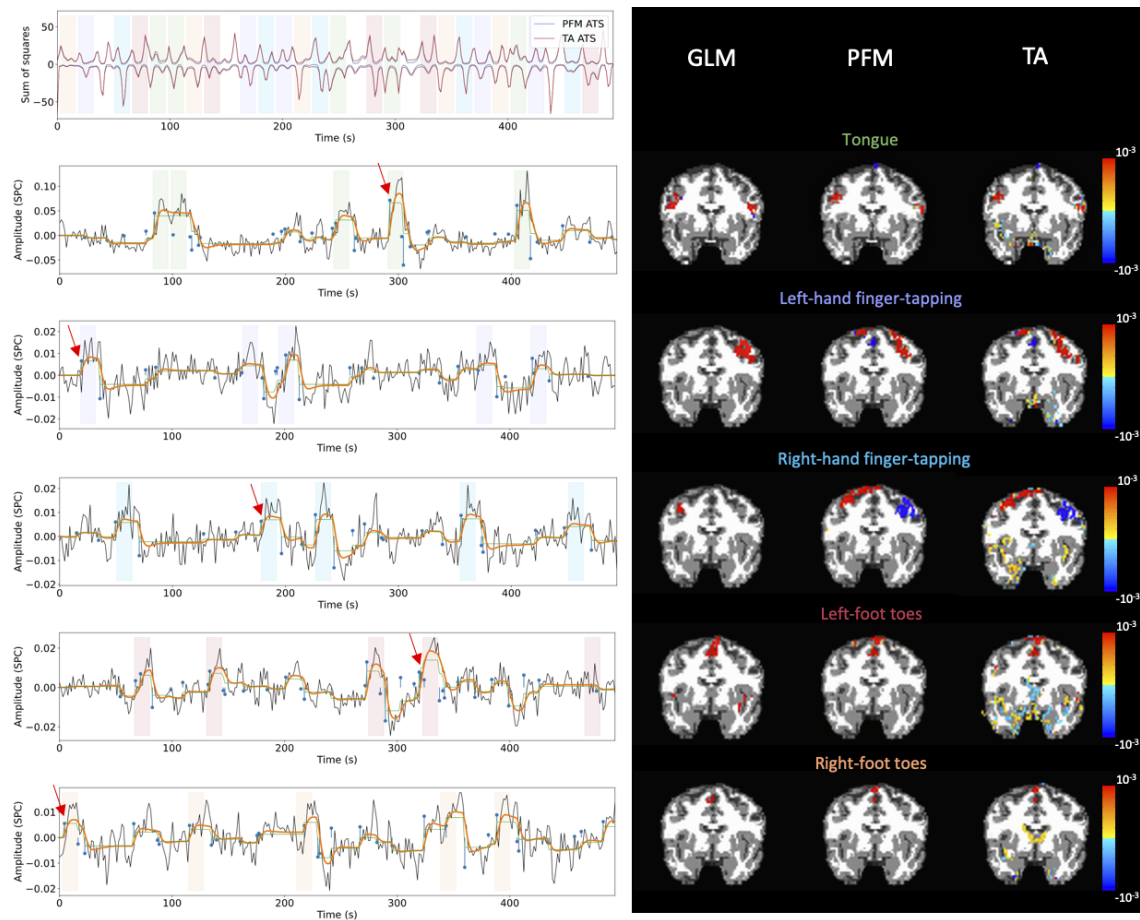 PFM ATS
TA ATS
Sum of squares
50
0
−50
0 100 200 300 400
Time (s)
Amplitude (SPC)
0.10
0.05
0.00
−0.05
0 100 200 300 400
Time (s)
Amplitude (SPC)
0.02
0.01
0.00
−0.01
−0.02
0 100 200 300 400
Time (s)
Amplitude (SPC)
0.02
0.01
0.00
−0.01
−0.02
0 100 200 300 400
Time (s)
Amplitude (SPC)
0.02
0.00
−0.02
0 100 200 300 400
Time (s)
Amplitude (SPC)
0.01
0.00
−0.01
−0.02
0 100 200 300 400
Time (s)
GLM PFM TA
Tongue
10-3
-10-3
Left-hand finger-tapping
10-3
-10-3
Right-hand finger-tapping
10-3
-10-3
Left-foot toes
10-3
-10-3
Right-foot toes
10-3
-10-3